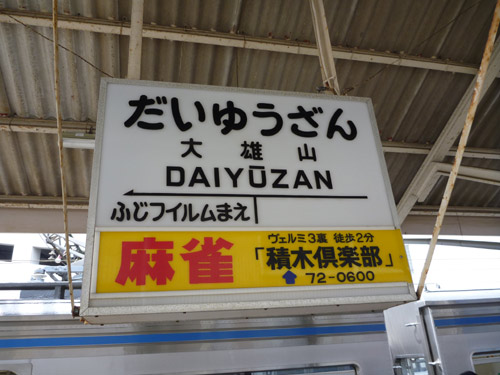 だいゆうざん
大雄山
DAIYŪZAN
ふじフイルムまえ
麻雀
ヴェルミ3裏 徒歩2分
「積木倶楽部」
72-0600